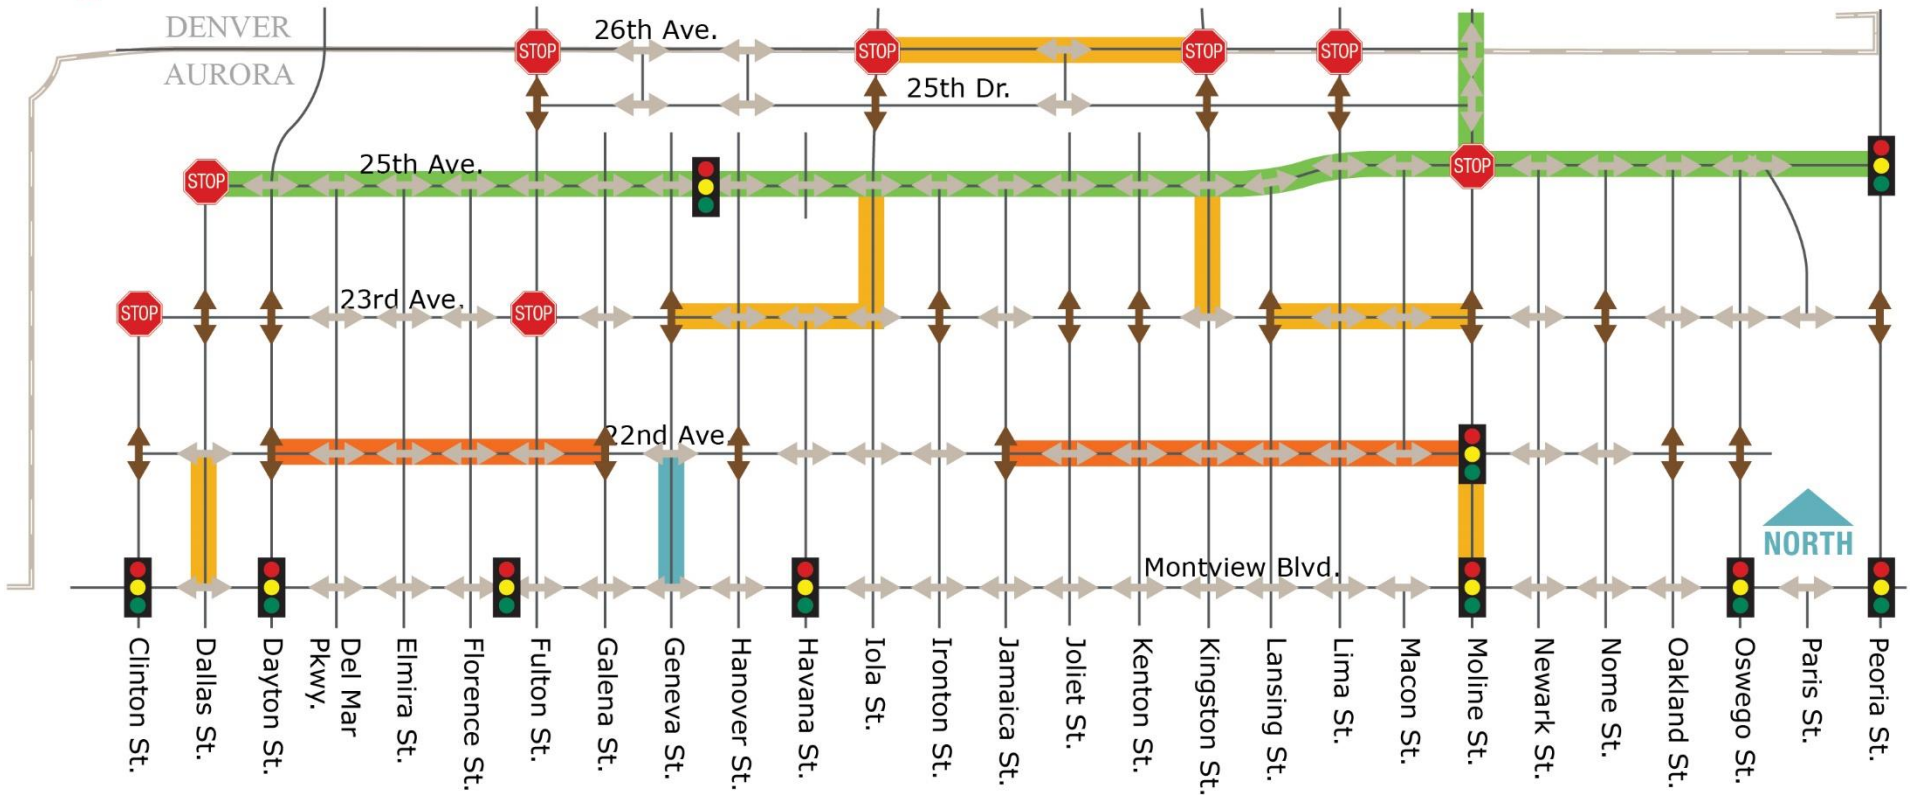 DENVER
AURORA
26th Ave.
STOP
STOP
STOP
STOP
25th Dr.
25th Ave.
STOP
STOP
23rd Ave.
STOP
STOP
22nd Ave.
Montview Blvd.
NORTH
Clinton St.
Dallas St.
Dayton St.
Del Mar
Pkwy.
Elmira St.
Florence St.
Fulton St.
Galena St.
Geneva St.
Hanover St.
Havana St.
Iola St.
Ironton St.
Jamaica St.
Joliet St.
Kenton St.
Kingston St.
Lansing St.
Lima St.
Macon St.
Moline St.
Newark St.
Nome St.
Oakland St.
Oswego St.
Paris St.
Peoria St.